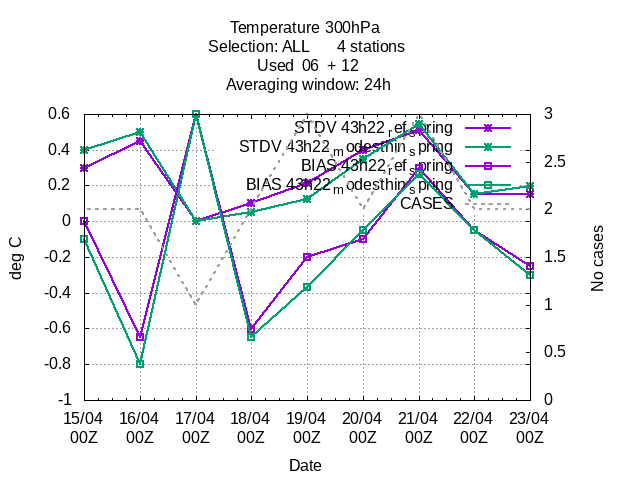 Temperature 300hPa
Selection: ALL 4 stations
Used 06 + 12
Averaging window: 24h
0.6
0.4
0.2
0
-0.2
-0.4
-0.6
-0.8
-1
deg C
3
2.5
2
1.5
1
0.5
0
No cases
STDV 43h22_ref_spring
STDV 43h22_modesthin_spring
BIAS 43h22_ref_spring
BIAS 43h22_modesthin_spring
CASES
15/04 16/04 17/04 18/04 19/04 20/04 21/04 22/04 23/04
00Z 00Z 00Z 00Z 00Z 00Z 00Z 00Z 00Z
Date